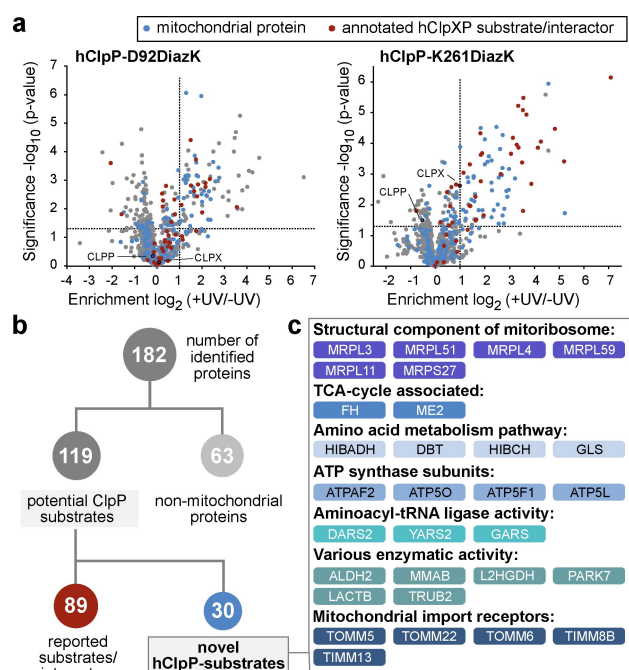 a
mitochondrial protein
annotated hClpXP substrate/interactor
hClpP-D92DiazK
hClpP-K261DiazK
Significance -log10 (p-value)
7
6
5
4
3
2
1
0
CLPP
CLPX
-4 -3 -2 -1 0 1 2 3 4 5 6 7
Enrichment log2 (+UV/-UV)
Significance -log10 (p-value)
6
5
4
3
2
1
0
CLPX
CLPP
-2 -1 0 1 2 3 4 5 6 7
Enrichment log2 (+UV/-UV)
b
182
number of
identified
proteins
119
63
potential ClpP
substrates
non-mitochondrial
proteins
89
30
reported
substrates/
novel
hClpP-substrates
c
Structural component of mitoribosome:
MRPL3 MRPL51 MRPL4 MRPL59
MRPL11 MRPS27
TCA-cycle associated:
FH ME2
Amino acid metabolism pathway:
HIBADH DBT HIBCH GLS
ATP synthase subunits:
ATPAF2 ATP5O ATP5F1 ATP5L
Aminoacyl-tRNA ligase activity:
DARS2 YARS2 GARS
Various enzymatic activity:
ALDH2 MMAB L2HGDH PARK7
LACTB TRUB2
Mitochondrial import receptors:
TOMM5 TOMM22 TOMM6 TIMM8B
TIMM13